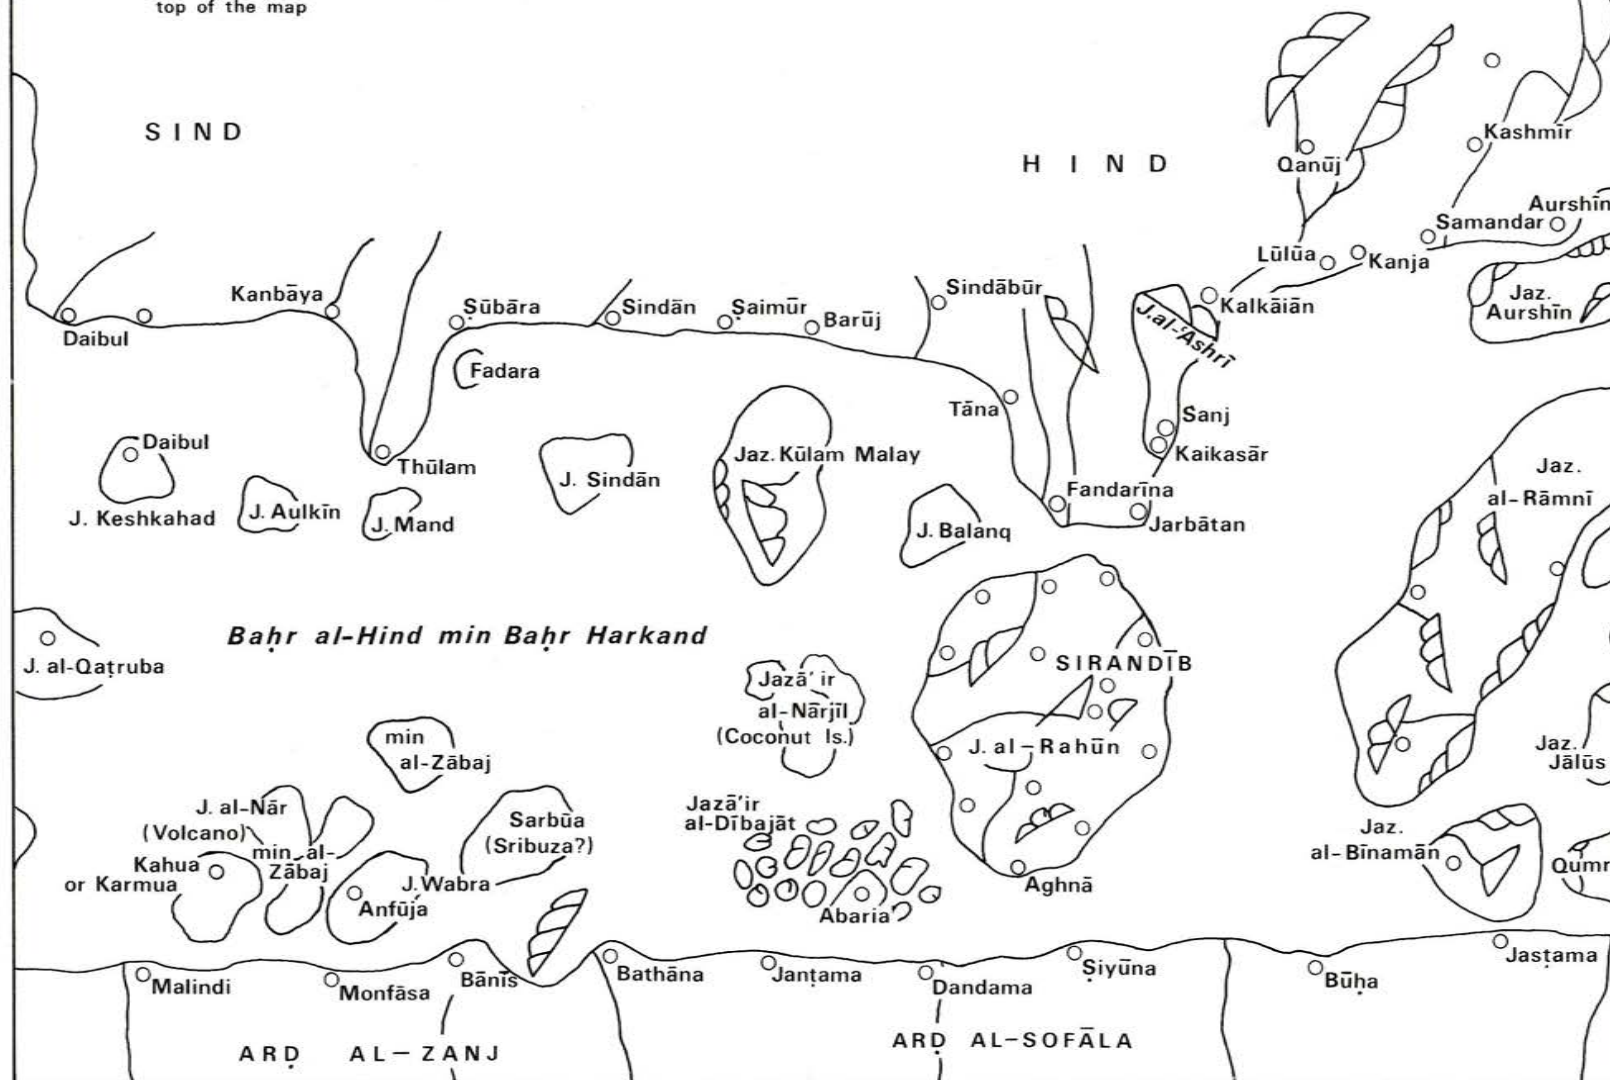 top of the map
SIND
HIND
Kashmīr
Qanūj
Aurshīn
Samandar
Lūlūa
Kanja
Kanbāya
Ṣūbāra
Sindān
Ṣaimūr
Barūj
Sindābūr
Kalkāiān
J.al-'Ashrī
Jaz.
Aurshīn
Daibul
Fadara
Tāna
Sanj
Kaikasār
Daibul
Thūlam
J. Keshkahad
J. Aulkīn
J. Mand
J. Sindān
Jaz. Kūlam Malay
J. Balanq
Fandarīna
Jarbātan
Jaz.
al-Rāmnī
Baḥr al-Hind min Baḥr Harkand
J. al-Qaṭruba
SIRANDĪB
Jazā'ir
al-Nārjīl
(Coconut Is.)
J. al-Rahūn
min
al-Zābaj
Jaz.
Jālūs
J. al-Nār
(Volcano)
min al-
Zābaj
Kahua
or Karmua
Sarbūa
(Sribuza?)
J. Wabra
Anfūja
Jazā'ir
al-Dībajāt
Abaria
Aghnā
Jaz.
al-Bīnamān
Qumr
Malindi
Monfāsa
Bānīs
Bathāna
Janṭama
Dandama
Ṣiyūna
Būḥa
Jasṭama
ARḌ AL-ZANJ
ARḌ AL-SOFĀLA